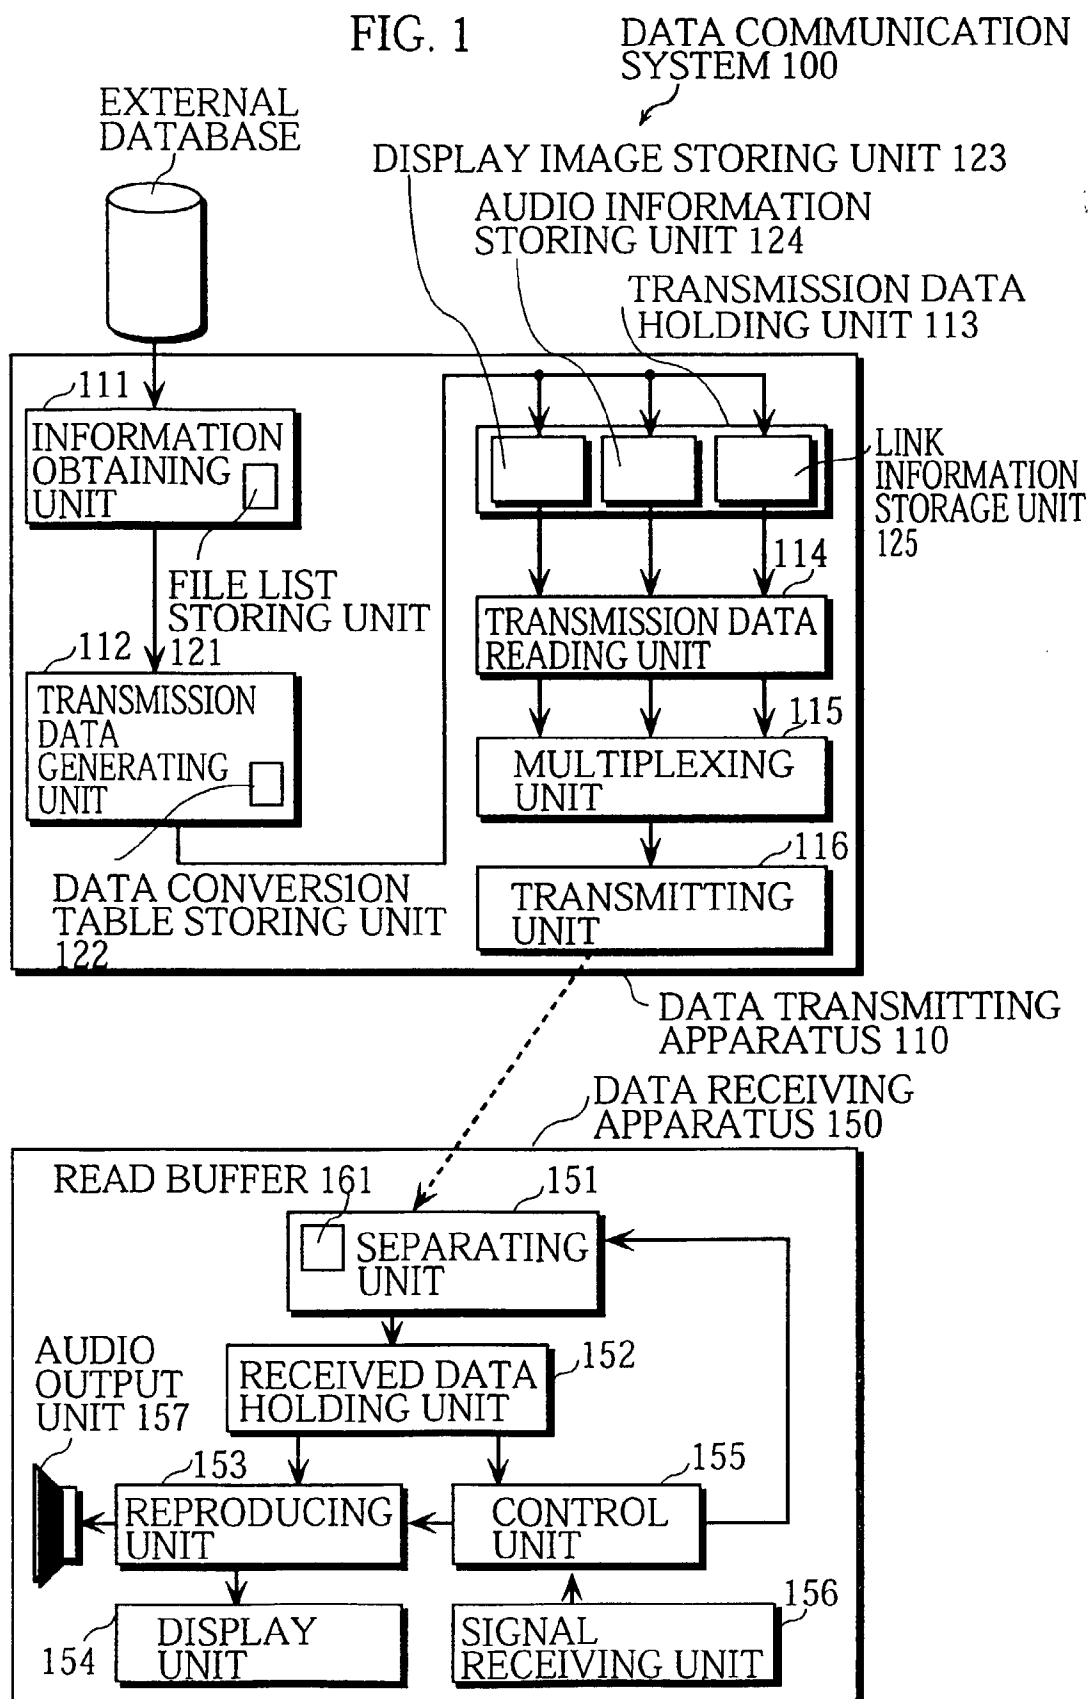 FIG. 1
DATA COMMUNICATION
SYSTEM 100
EXTERNAL
DATABASE
DISPLAY IMAGE STORING UNIT 123
AUDIO INFORMATION
STORING UNIT 124
TRANSMISSION DATA
HOLDING UNIT 113
111
INFORMATION
OBTAINING
UNIT
LINK
INFORMATION
STORAGE UNIT
125
FILE LIST
STORING UNIT
121
114
TRANSMISSION DATA
READING UNIT
112
TRANSMISSION
DATA
GENERATING
UNIT
115
MULTIPLEXING
UNIT
116
TRANSMITTING
UNIT
DATA CONVERSION
TABLE STORING UNIT
122
DATA TRANSMITTING
APPARATUS 110
DATA RECEIVING
APPARATUS 150
READ BUFFER 161
151
SEPARATING
UNIT
AUDIO
OUTPUT
UNIT 157
152
RECEIVED DATA
HOLDING UNIT
153
REPRODUCING
UNIT
155
CONTROL
UNIT
154
DISPLAY
UNIT
156
SIGNAL
RECEIVING UNIT